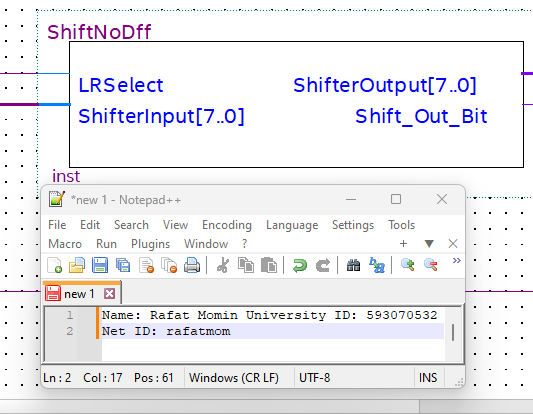 ShiftNoDff
LRSelect ShifterOutput[7..0]
ShifterInput[7..0] Shift_Out_Bit
inst
*new 1 - Notepad++
File Edit Search View Encoding Language Settings Tools
Macro Run Plugins Window ?
new 1
1 Name: Rafat Momin University ID: 593070532
2 Net ID: rafatmom
Ln : 2 Col : 17 Pos : 61 Windows (CR LF) UTF-8 INS